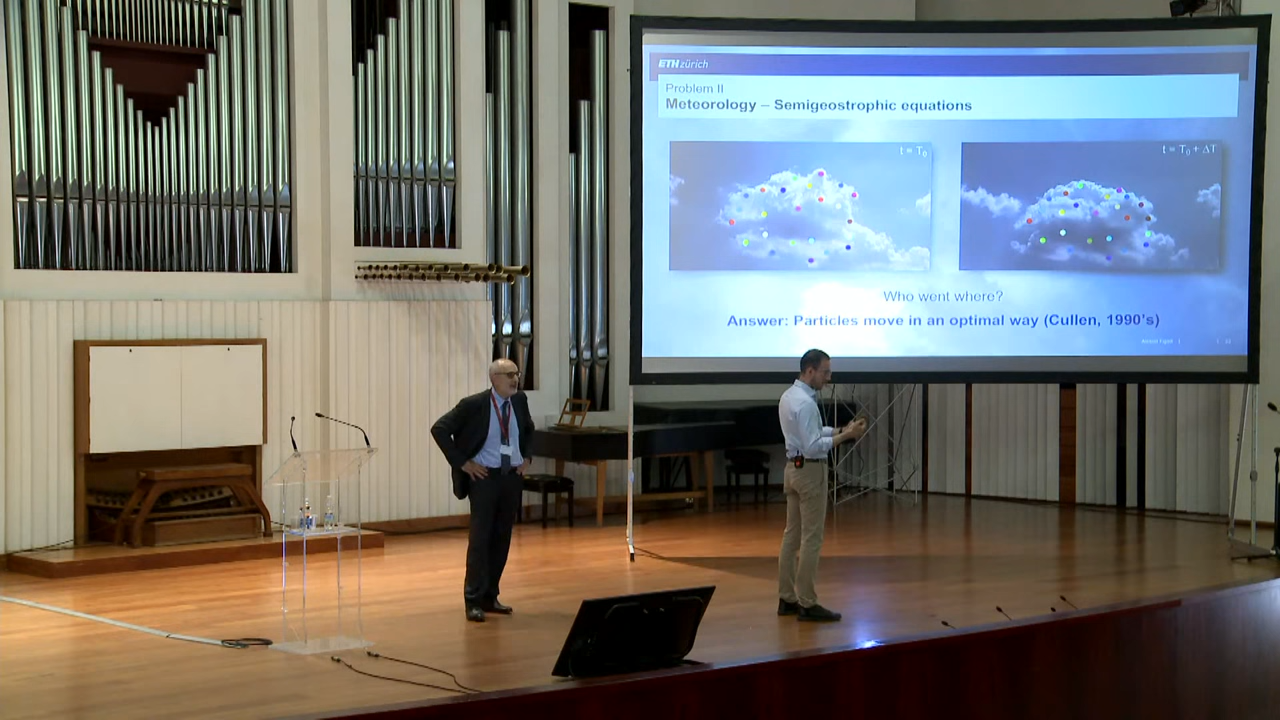 ETH zürich
Problem II
Meteorology – Semigeostrophic equations
t = T0
t = T0 + ΔT
Who went where?
Answer: Particles move in an optimal way (Cullen, 1990's)